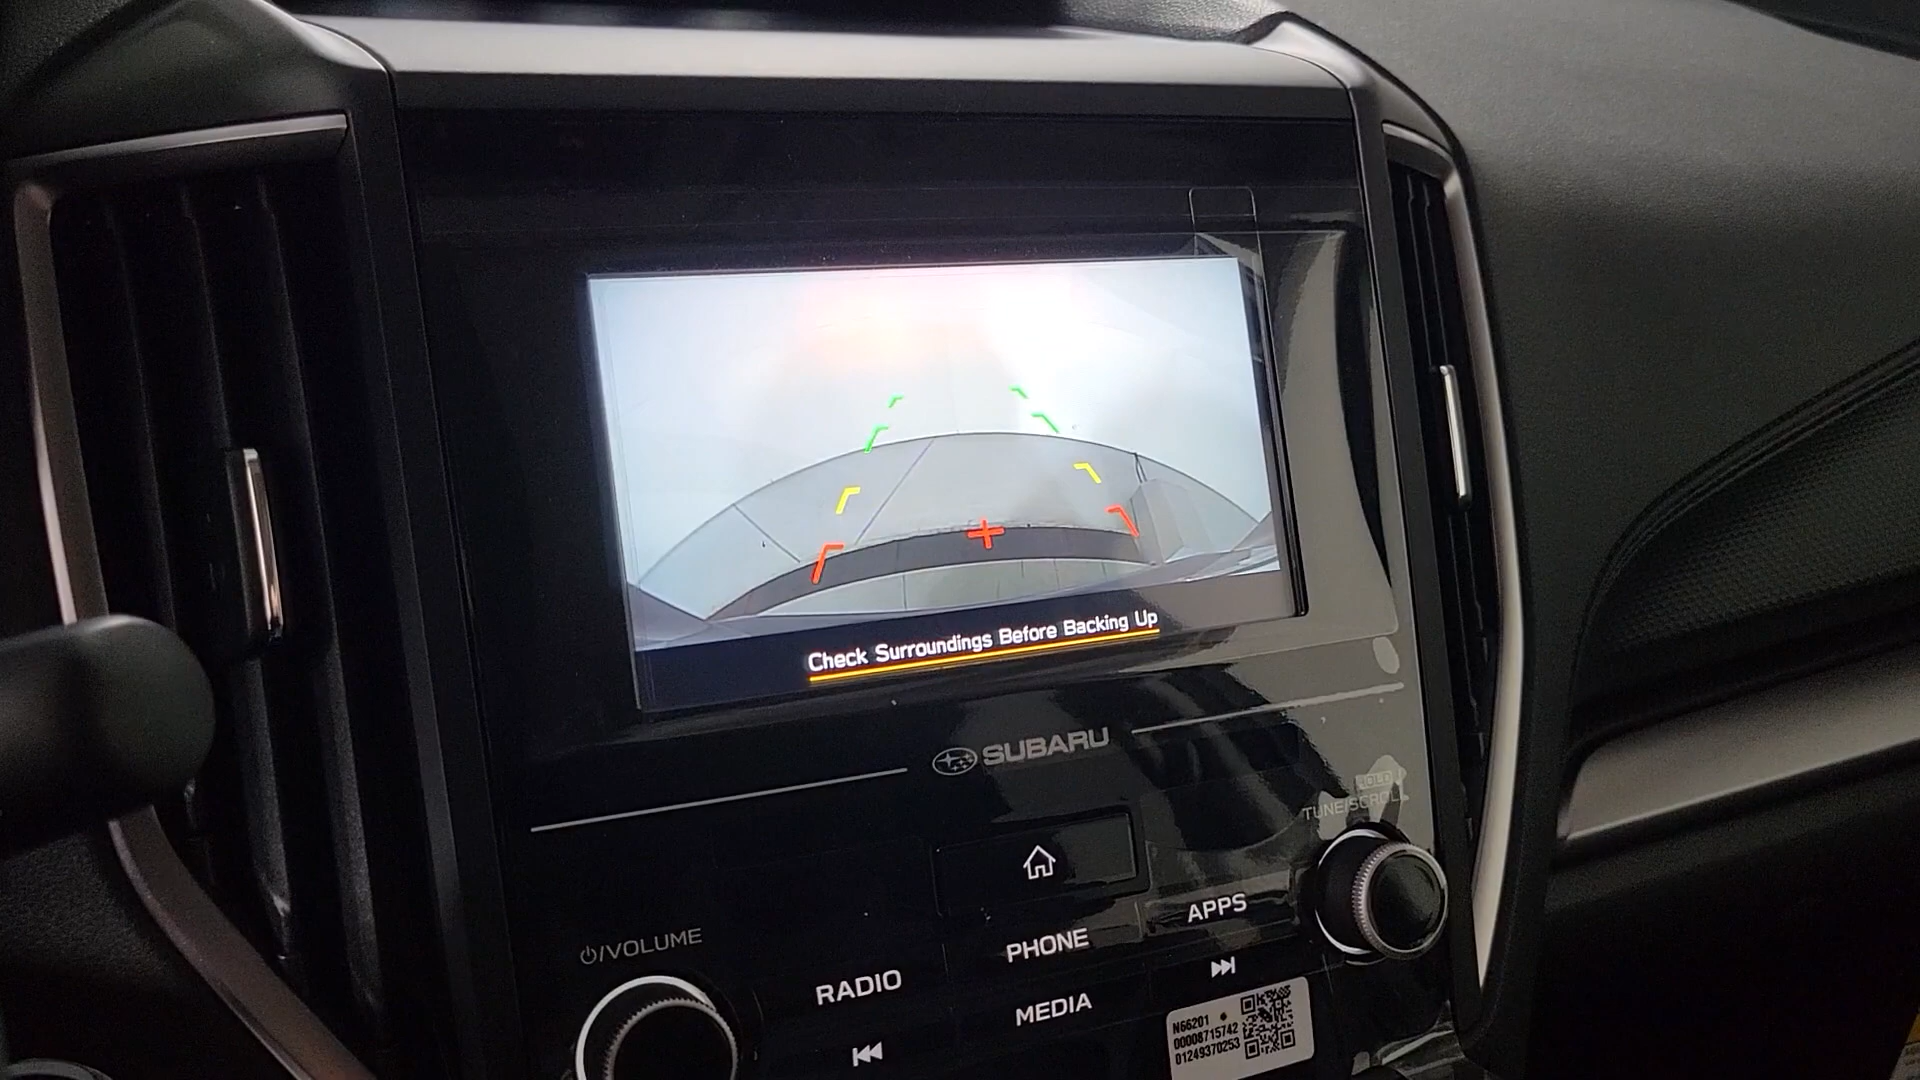 Check Surroundings Before Backing Up
SUBARU
TUNE/SCROLL
/VOLUME
APPS
PHONE
RADIO
MEDIA
N66201
00008715742
01249370253